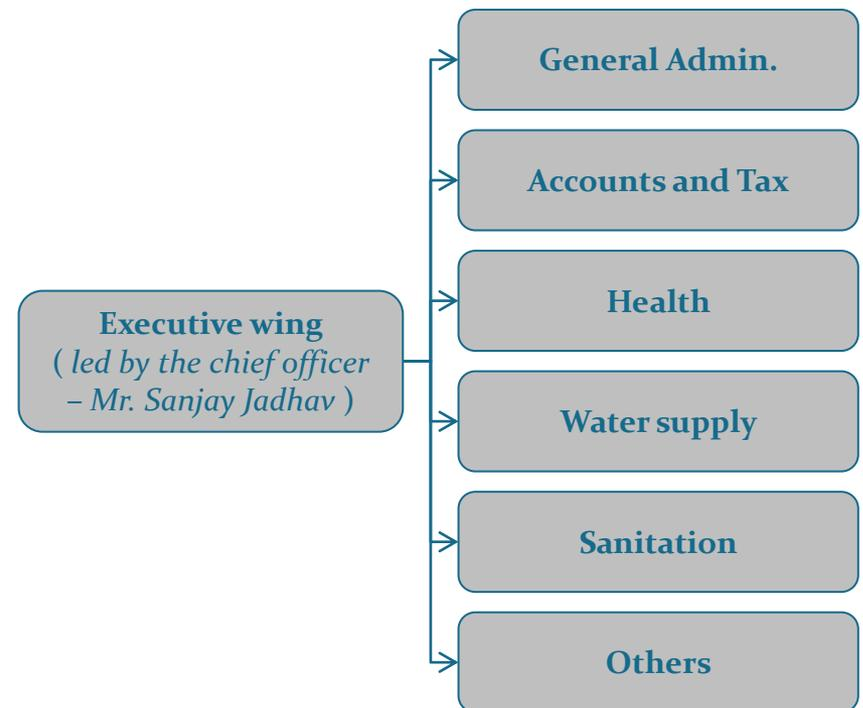 General Admin.
Accounts and Tax
Health
Executive wing
( led by the chief officer
– Mr. Sanjay Jadhav )
Water supply
Sanitation
Others